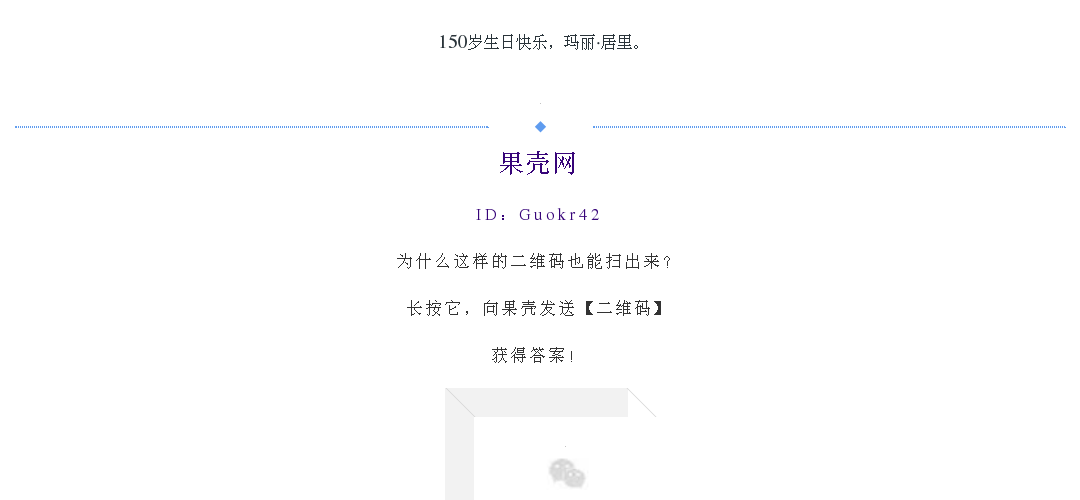 150岁生日快乐，玛丽·居里。
果壳网
ID：Guokr42
为什么这样的二维码也能扫出来？
长按它，向果壳发送【二维码】
获得答案！